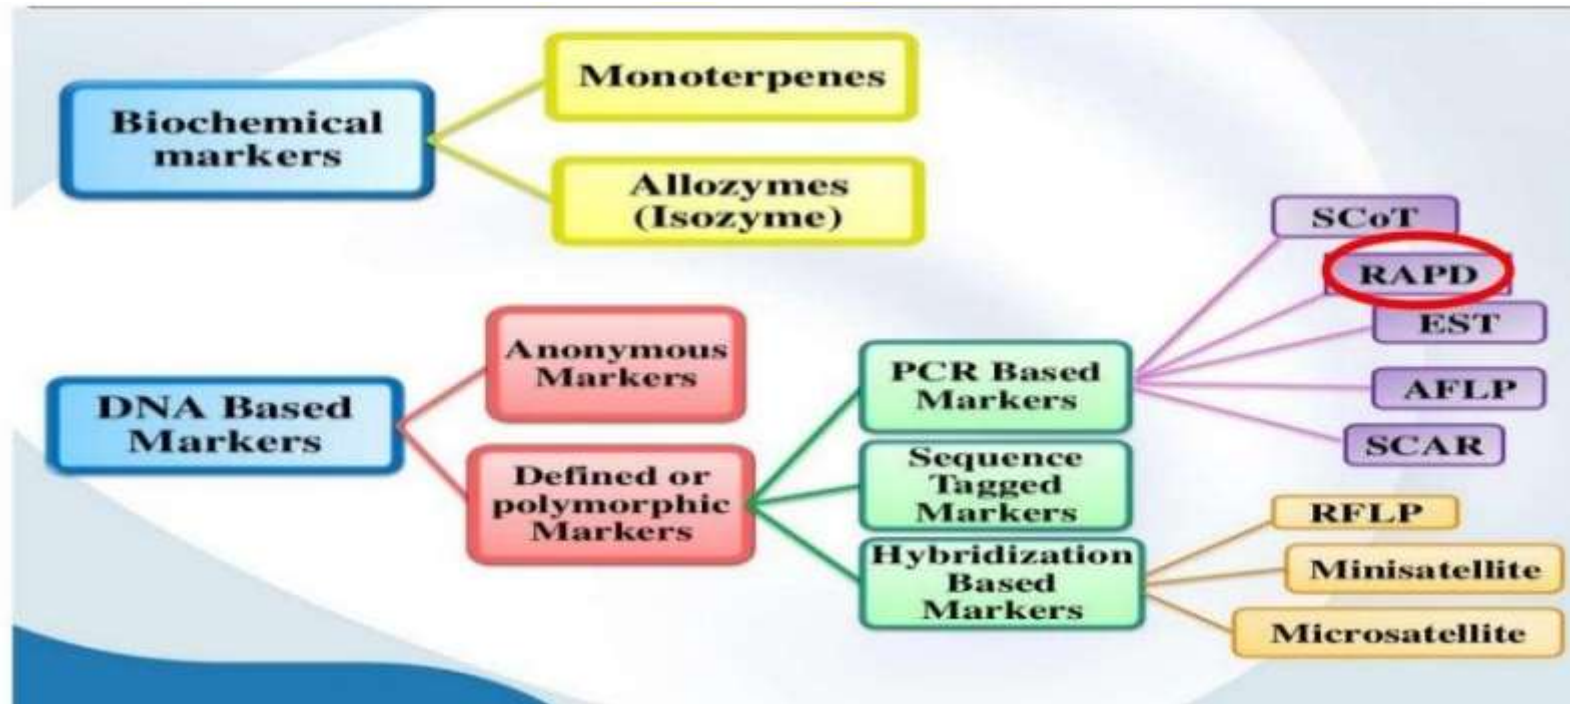 Biochemical
markers
Monoterpenes
Allozymes
(Isozyme)
DNA Based
Markers
Anonymous
Markers
Defined or
polymorphic
Markers
PCR Based
Markers
Sequence
Tagged
Markers
Hybridization
Based
Markers
SCoT
RAPD
EST
AFLP
SCAR
RFLP
Minisatellite
Microsatellite